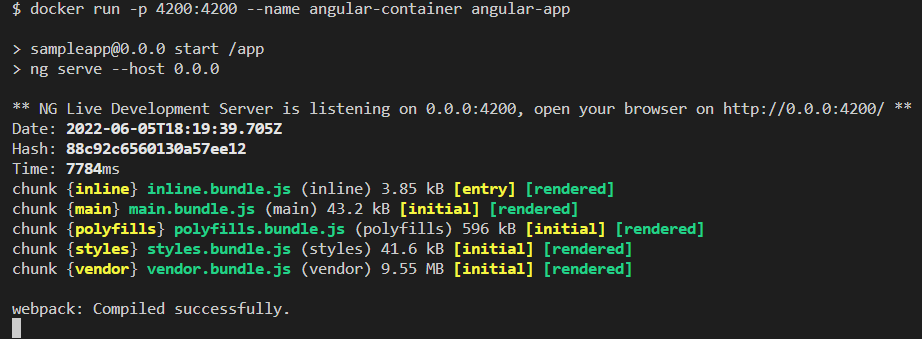 $ docker run -p 4200:4200 --name angular-container angular-app
> sampleapp@0.0.0 start /app
> ng serve --host 0.0.0
** NG Live Development Server is listening on 0.0.0:4200, open your browser on http://0.0.0:4200/ **
Date: 2022-06-05T18:19:39.705Z
Hash: 88c92c6560130a57ee12
Time: 7784ms
chunk {inline} inline.bundle.js (inline) 3.85 kB [entry] [rendered]
chunk {main} main.bundle.js (main) 43.2 kB [initial] [rendered]
chunk {polyfills} polyfills.bundle.js (polyfills) 596 kB [initial] [rendered]
chunk {styles} styles.bundle.js (styles) 41.6 kB [initial] [rendered]
chunk {vendor} vendor.bundle.js (vendor) 9.55 MB [initial] [rendered]
webpack: Compiled successfully.